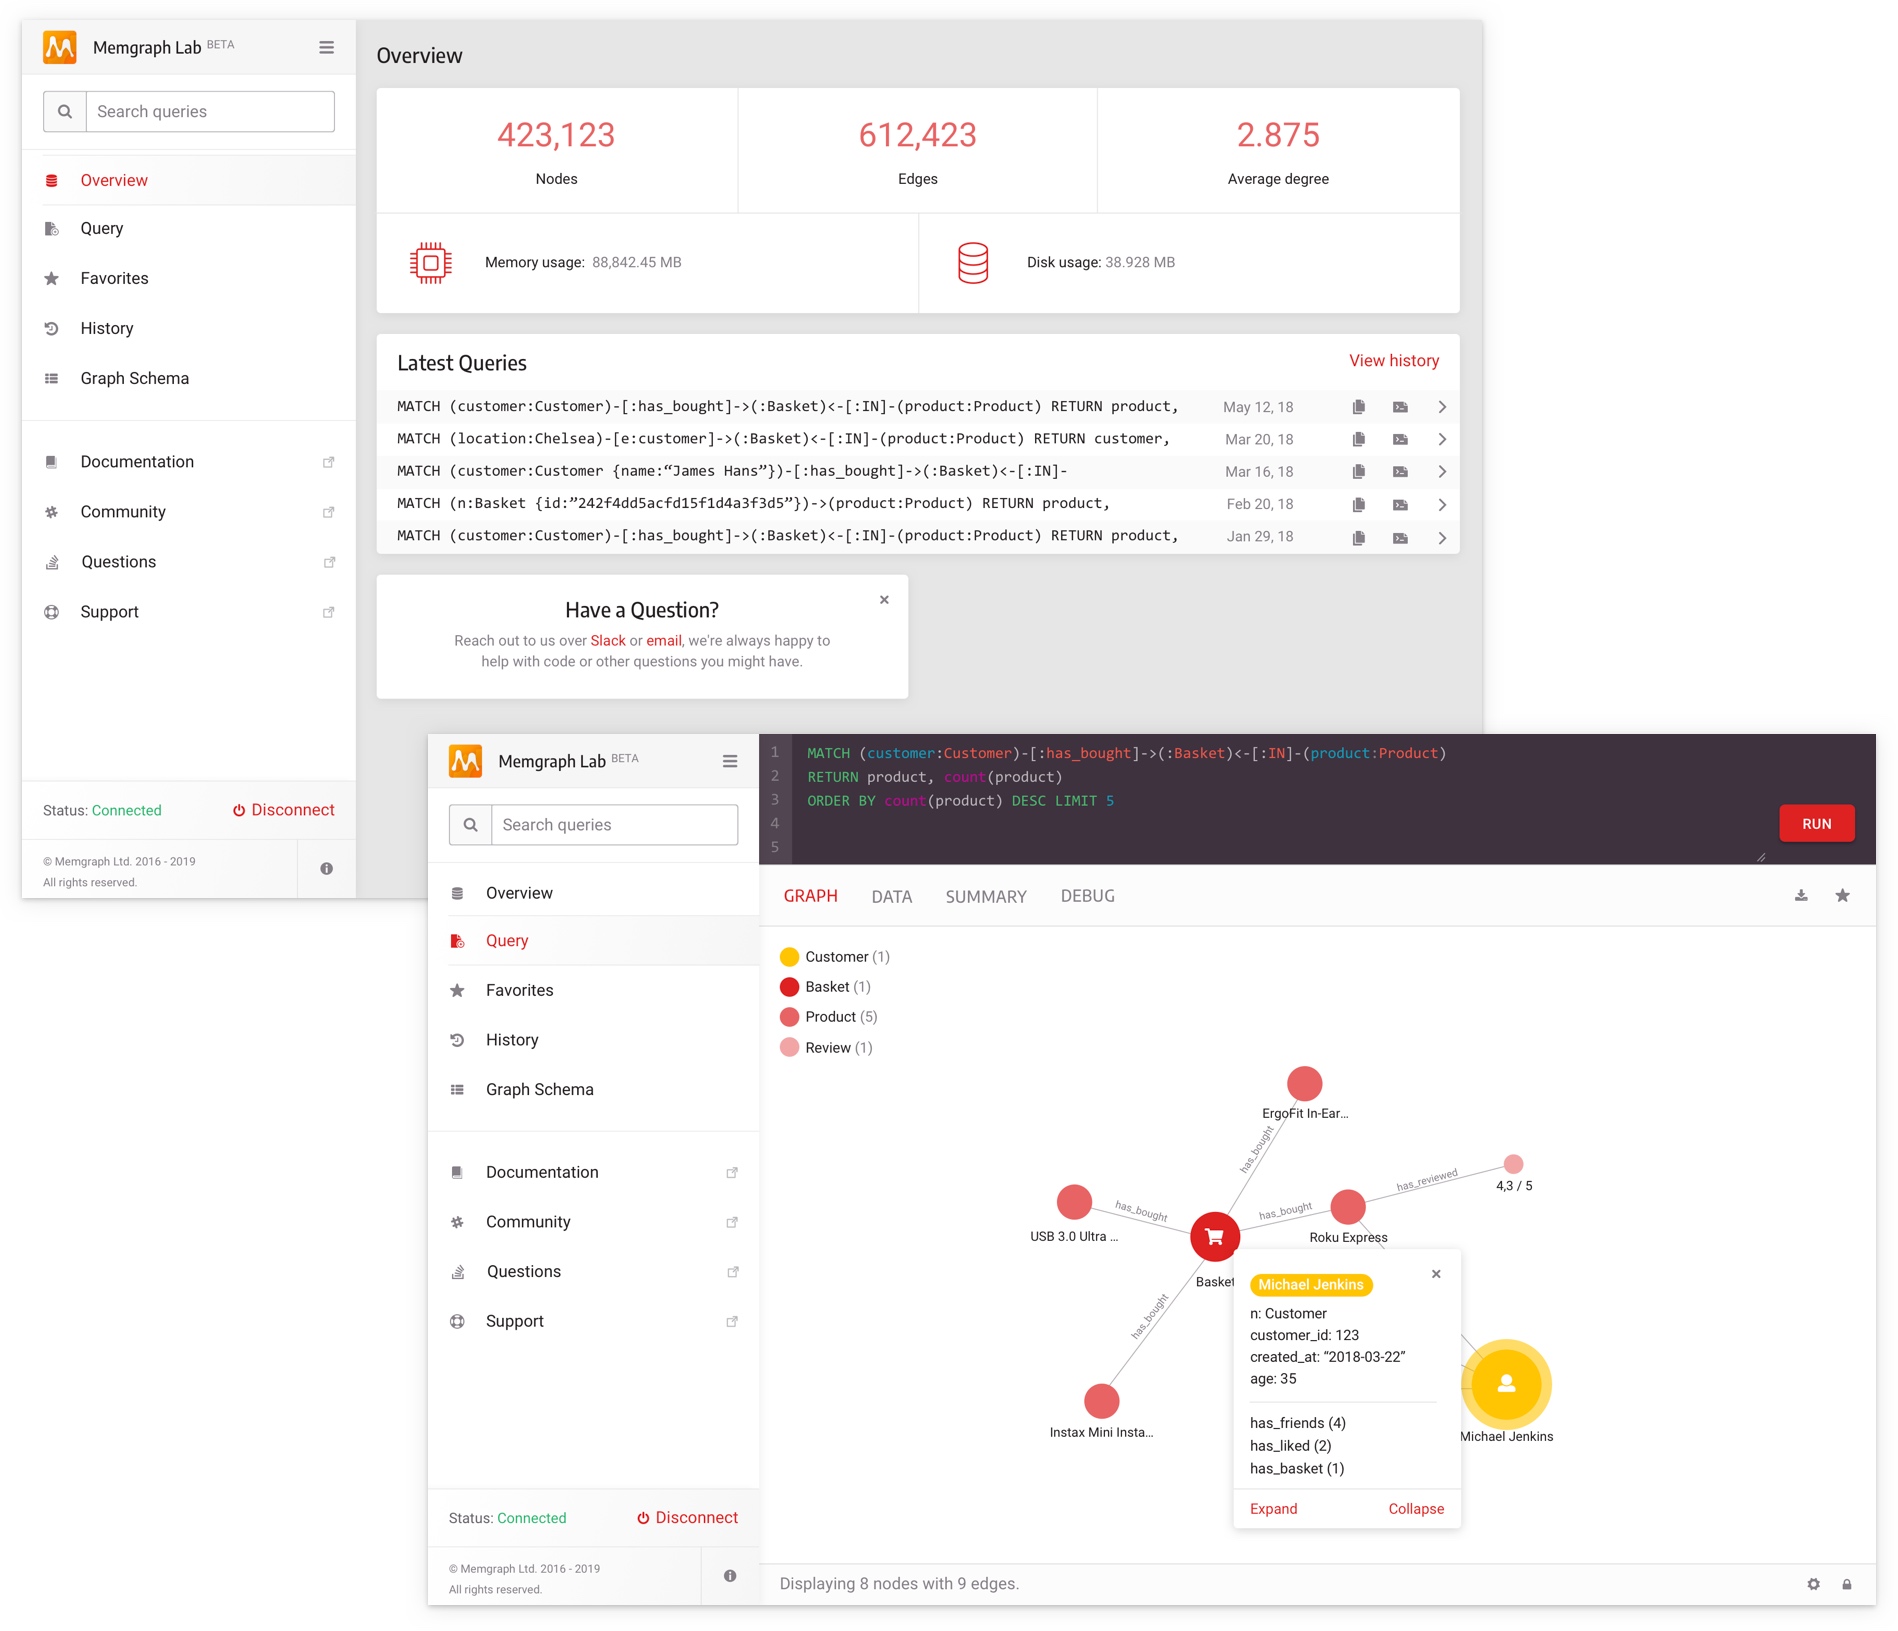 Memgraph Lab BETA
Search queries
Overview
Query
Favorites
History
Graph Schema
Documentation
Community
Questions
Support
Status: Connected
Disconnect
© Memgraph Ltd. 2016 - 2019
All rights reserved.
Overview
423,123
Nodes
612,423
Edges
2.875
Average degree
Memory usage: 88,842.45 MB
Disk usage: 38.928 MB
Latest Queries
View history
MATCH (customer:Customer)-[:has_bought]->(:Basket)<-[:IN]-(product:Product) RETURN product, May 12, 18
MATCH (location:Chelsea)-[e:customer]->(:Basket)<-[:IN]-(product:Product) RETURN customer, Mar 20, 18
MATCH (customer:Customer {name:“James Hans”})-[:has_bought]->(:Basket)<-[:IN]- Mar 16, 18
MATCH (n:Basket {id:”242f4dd5acfd15f1d4a3f3d5”})->(product:Product) RETURN product, Feb 20, 18
MATCH (customer:Customer)-[:has_bought]->(:Basket)<-[:IN]-(product:Product) RETURN product, Jan 29, 18
Have a Question?
Reach out to us over Slack or email, we're always happy to
help with code or other questions you might have.
Memgraph Lab BETA
Search queries
Overview
Query
Favorites
History
Graph Schema
Documentation
Community
Questions
Support
Status: Connected
Disconnect
© Memgraph Ltd. 2016 - 2019
All rights reserved.
1 MATCH (customer:Customer)-[:has_bought]->(:Basket)<-[:IN]-(product:Product)
2 RETURN product, count(product)
3 ORDER BY count(product) DESC LIMIT 5
4
5
RUN
GRAPH DATA SUMMARY DEBUG
Customer (1)
Basket (1)
Product (5)
Review (1)
ErgoFit In-Ear...
has_bought
has_reviewed
4,3 / 5
has_bought
USB 3.0 Ultra ...
has_bought
Roku Express
Basket
has_bought
Instax Mini Insta...
Michael Jenkins
n: Customer
customer_id: 123
created_at: “2018-03-22”
age: 35
has_friends (4)
has_liked (2)
has_basket (1)
Expand Collapse
Michael Jenkins
Displaying 8 nodes with 9 edges.